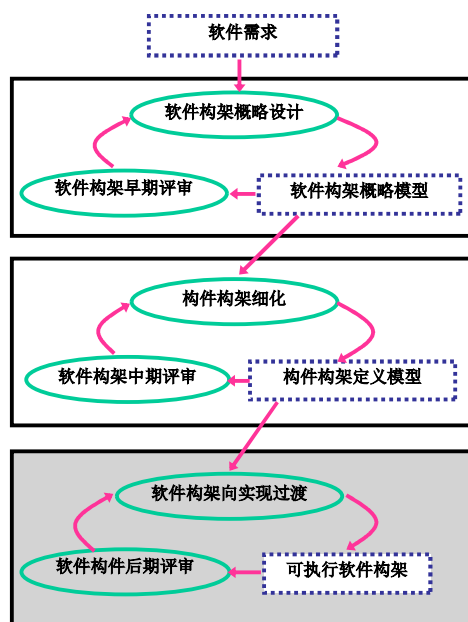 软件需求
软件构架概略设计
软件构架早期评审
软件构架概略模型
构件构架细化
软件构架中期评审
构件构架定义模型
软件构架向实现过渡
软件构件后期评审
可执行软件构架